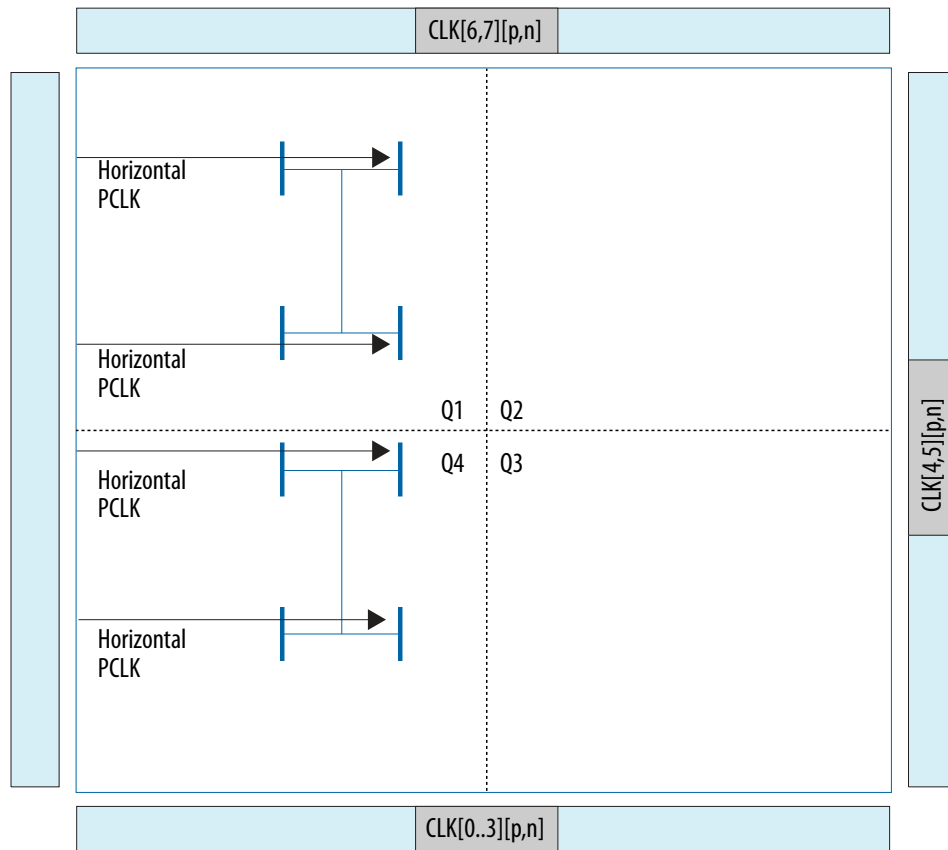 CLK[6,7][p,n]
Horizontal
PCLK
Horizontal
PCLK
Q1 Q2
CLK[4,5][p,n]
Q4 Q3
Horizontal
PCLK
Horizontal
PCLK
CLK[0..3][p,n]